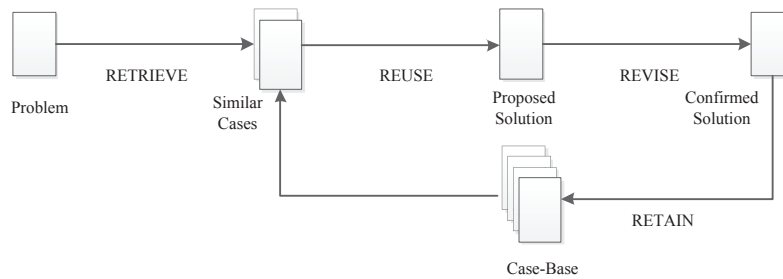 RETRIEVE
REUSE
REVISE
Problem
Similar
Cases
Proposed
Solution
Confirmed
Solution
RETAIN
Case-Base